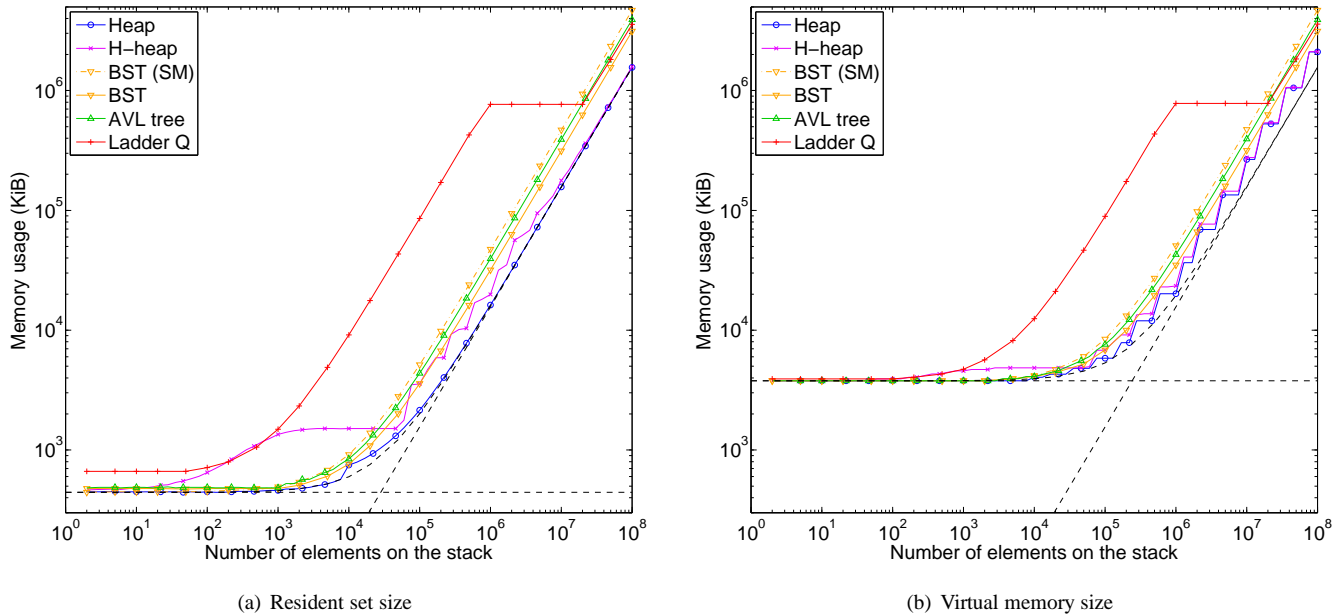 Heap
H−heap
BST (SM)
BST
AVL tree
Ladder Q
Memory usage (KiB)
10^6
10^5
10^4
10^3
10^0 10^1 10^2 10^3 10^4 10^5 10^6 10^7 10^8
Number of elements on the stack
(a) Resident set size
Heap
H−heap
BST (SM)
BST
AVL tree
Ladder Q
Memory usage (KiB)
10^6
10^5
10^4
10^3
10^0 10^1 10^2 10^3 10^4 10^5 10^6 10^7 10^8
Number of elements on the stack
(b) Virtual memory size